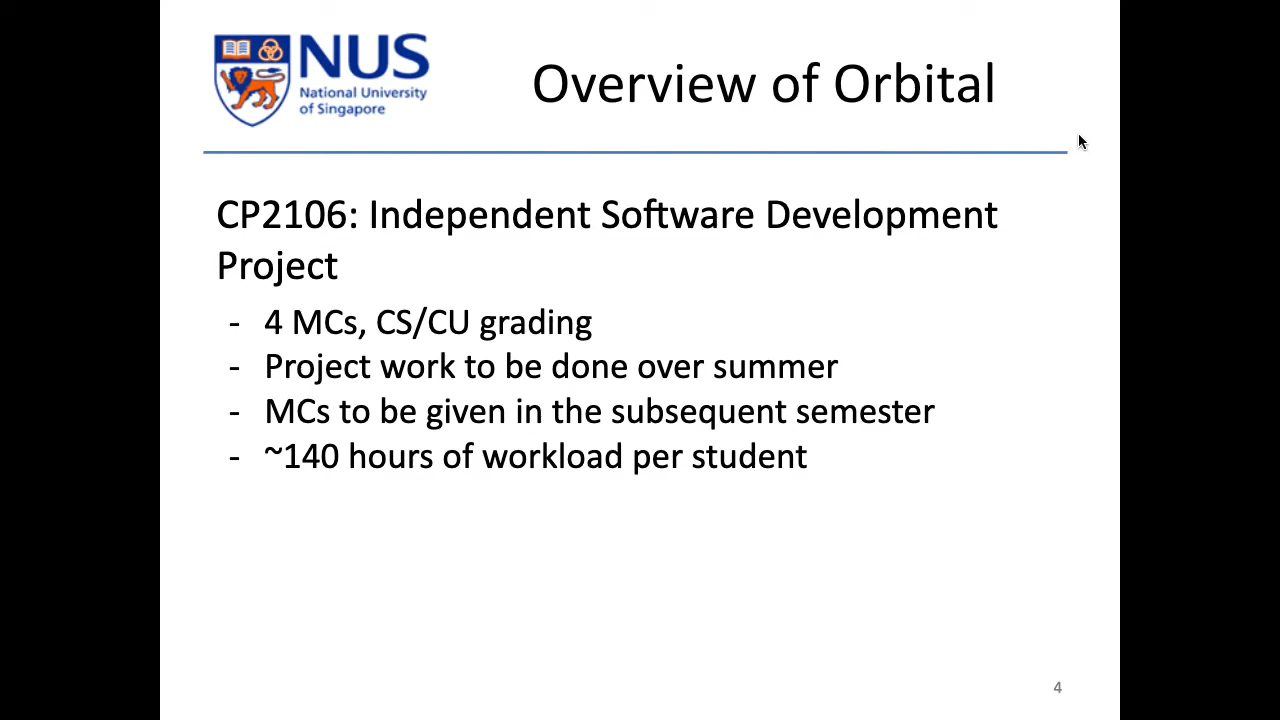 NUS
National University
of Singapore
Overview of Orbital
CP2106: Independent Software Development
Project
- 4 MCs, CS/CU grading
- Project work to be done over summer
- MCs to be given in the subsequent semester
- ~140 hours of workload per student
4